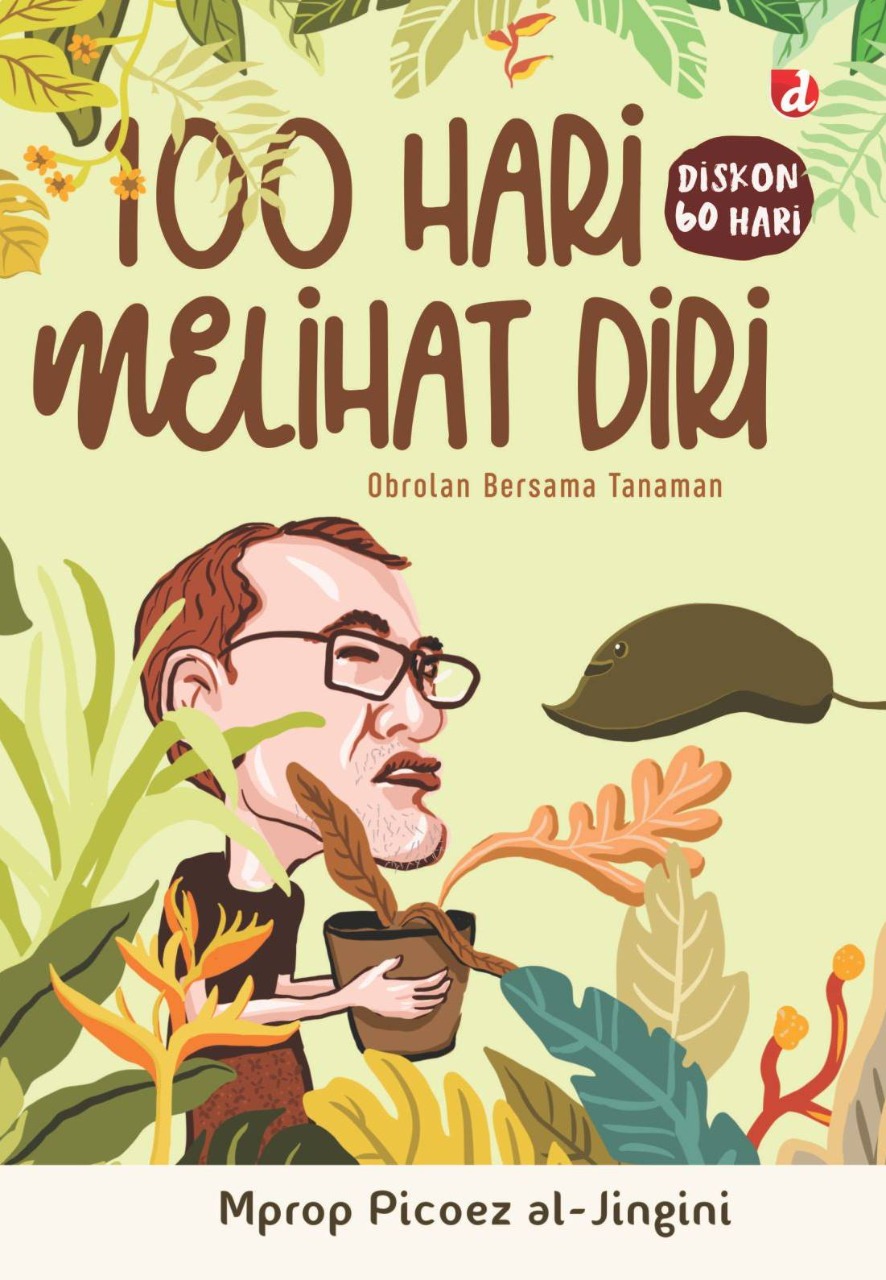 100 HARi
DiSKON
60 HARi
MELiHAT DiRi
Obrolan Bersama Tanaman
Mprop Picoez al-Jingini
d